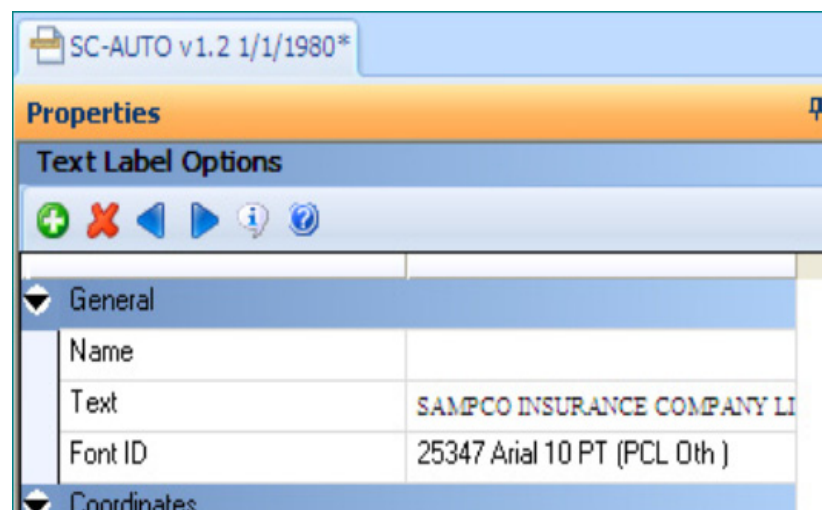 SC-AUTO v1.2 1/1/1980*
Properties
Text Label Options
General
Name
Text SAMPCO INSURANCE COMPANY LI
Font ID 25347 Arial 10 PT (PCL Oth )
Coordinates